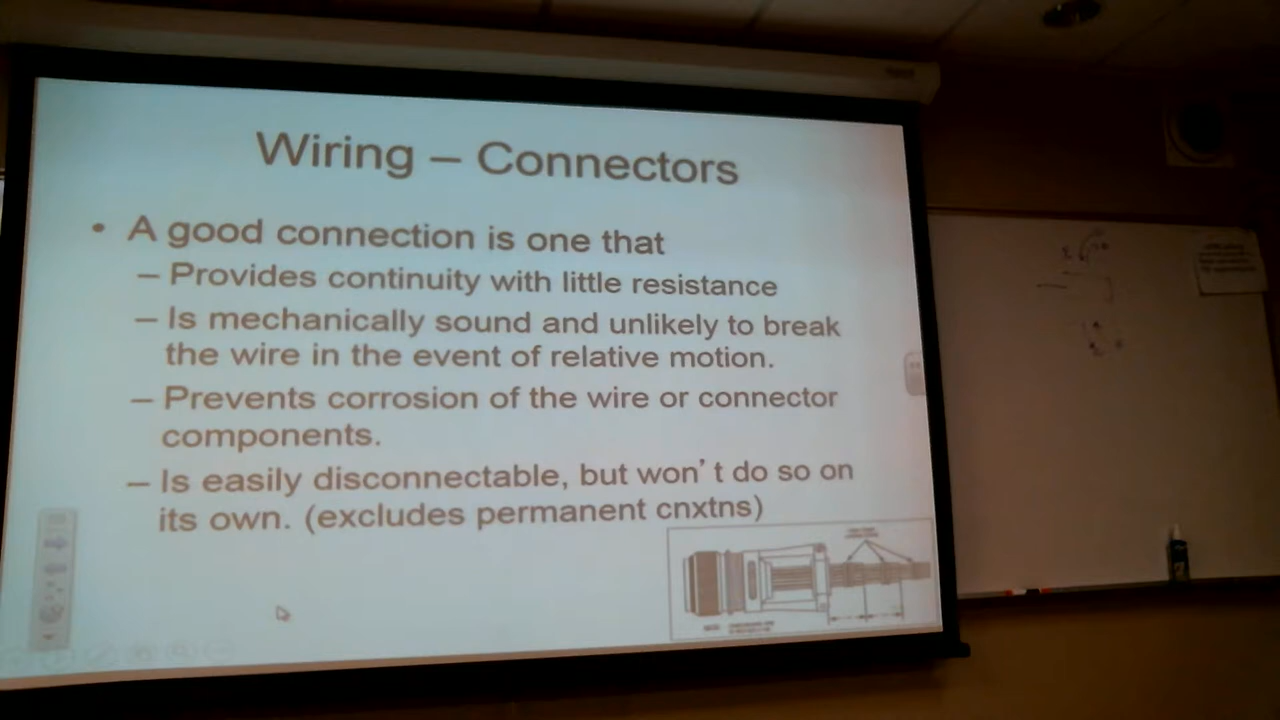 Wiring – Connectors
• A good connection is one that
– Provides continuity with little resistance
– Is mechanically sound and unlikely to break
the wire in the event of relative motion.
– Prevents corrosion of the wire or connector
components.
– Is easily disconnectable, but won't do so on
its own. (excludes permanent cnxtns)